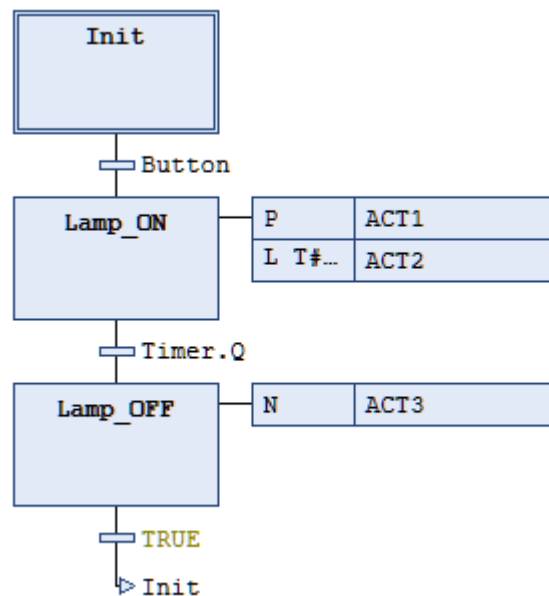 Init
Button
Lamp_ON
P ACT1
L T#… ACT2
Timer.Q
Lamp_OFF
N ACT3
TRUE
Init